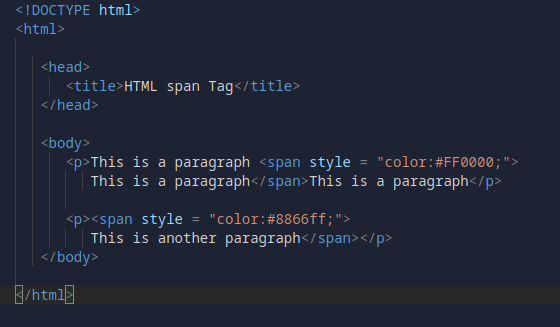 <!DOCTYPE html>
<html>
<head>
<title>HTML span Tag</title>
</head>
<body>
<p>This is a paragraph <span style = "color:#FF0000;">
This is a paragraph</span>This is a paragraph</p>
<p><span style = "color:#8866ff;">
This is another paragraph</span></p>
</body>
</html>